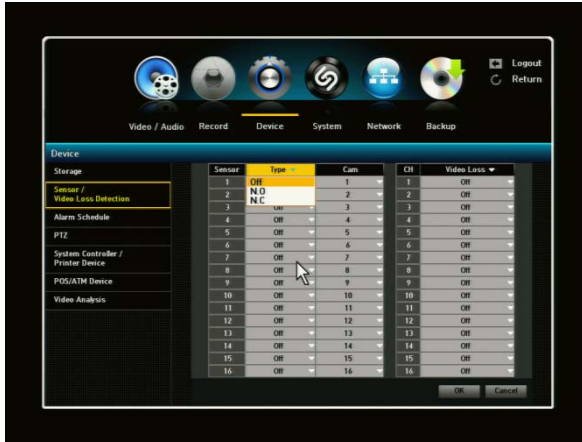 Logout
Return
Video / Audio Record Device System Network Backup
Device
Storage
Sensor /
Video Loss Detection
Alarm Schedule
PTZ
System Controller /
Printer Device
POS/ATM Device
Video Analysis
Sensor Type Cam CH Video Loss
1 Off 1 1 Off
2 N.O 2 2 Off
3 N.C 3 3 Off
4 Off 4 4 Off
5 Off 5 5 Off
6 Off 6 6 Off
7 Off 7 7 Off
8 Off 8 8 Off
9 Off 9 9 Off
10 Off 10 10 Off
11 Off 11 11 Off
12 Off 12 12 Off
13 Off 13 13 Off
14 Off 14 14 Off
15 Off 15 15 Off
16 Off 16 16 Off
OK Cancel